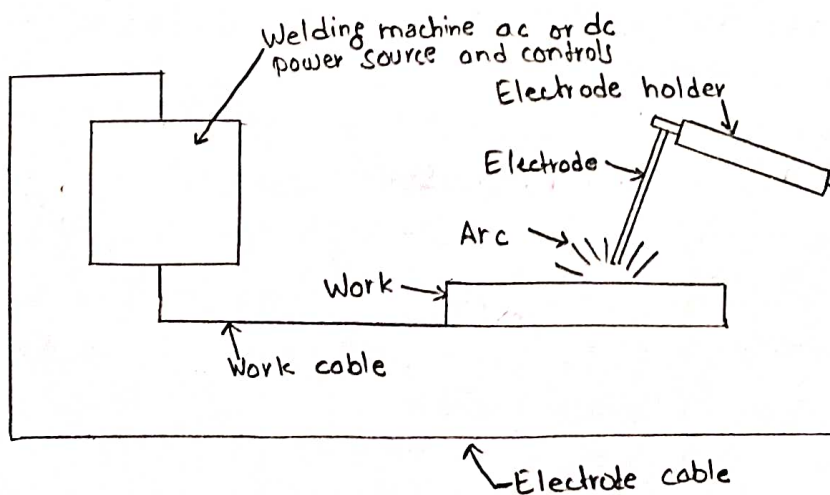 Welding machine ac or dc
power source and controls
Electrode holder
Electrode
Arc
Work
Work cable
Electrode cable